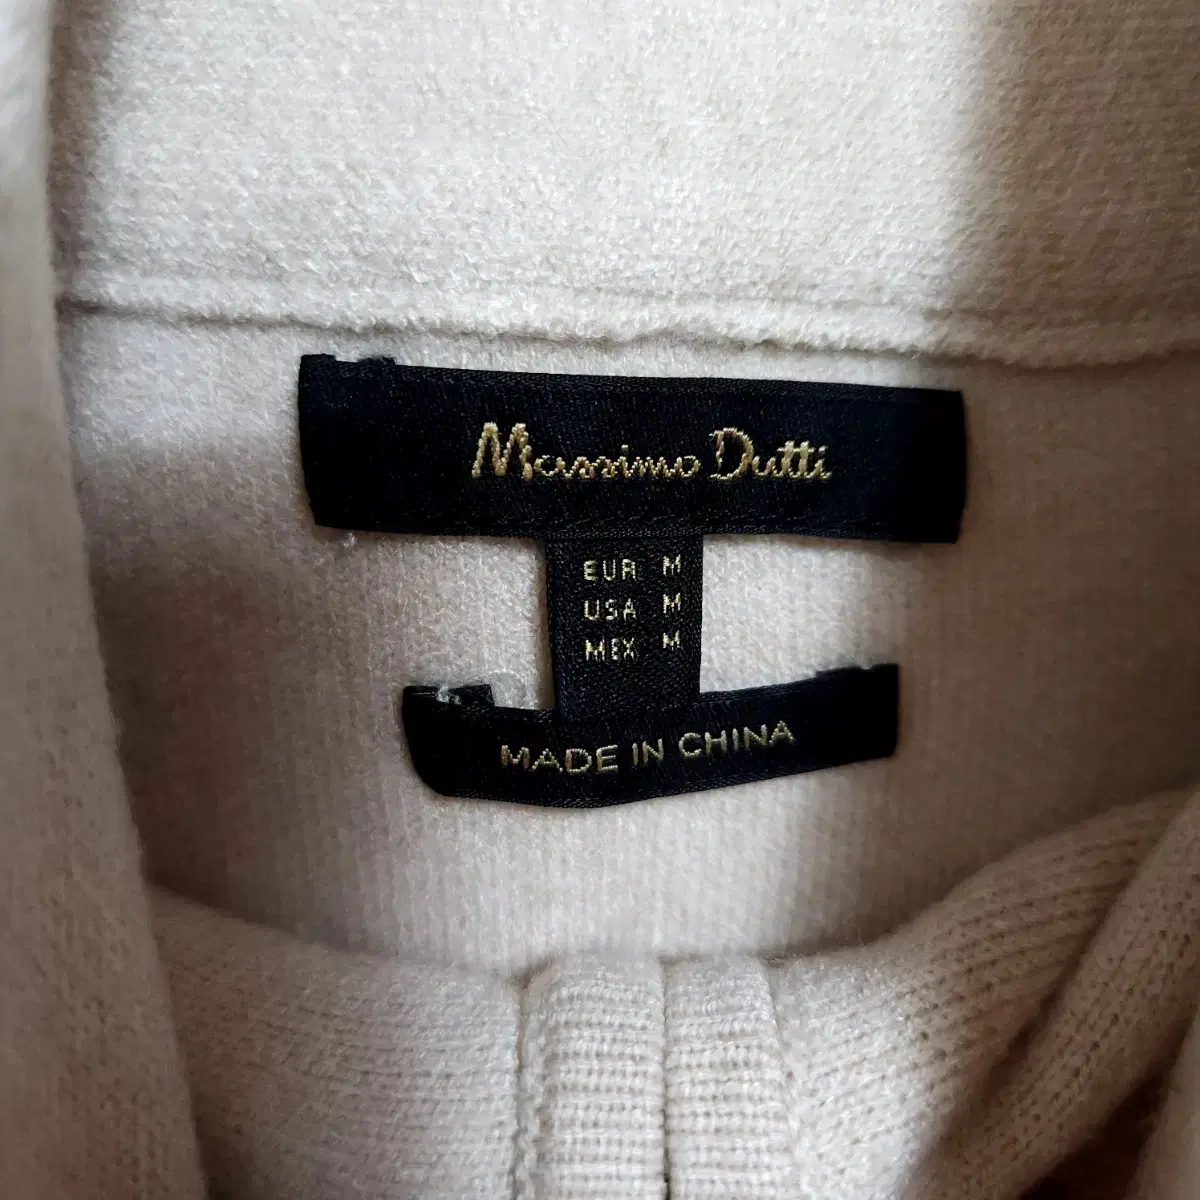 Massimo Dutti
EUR M
USA M
MEX M
MADE IN CHINA